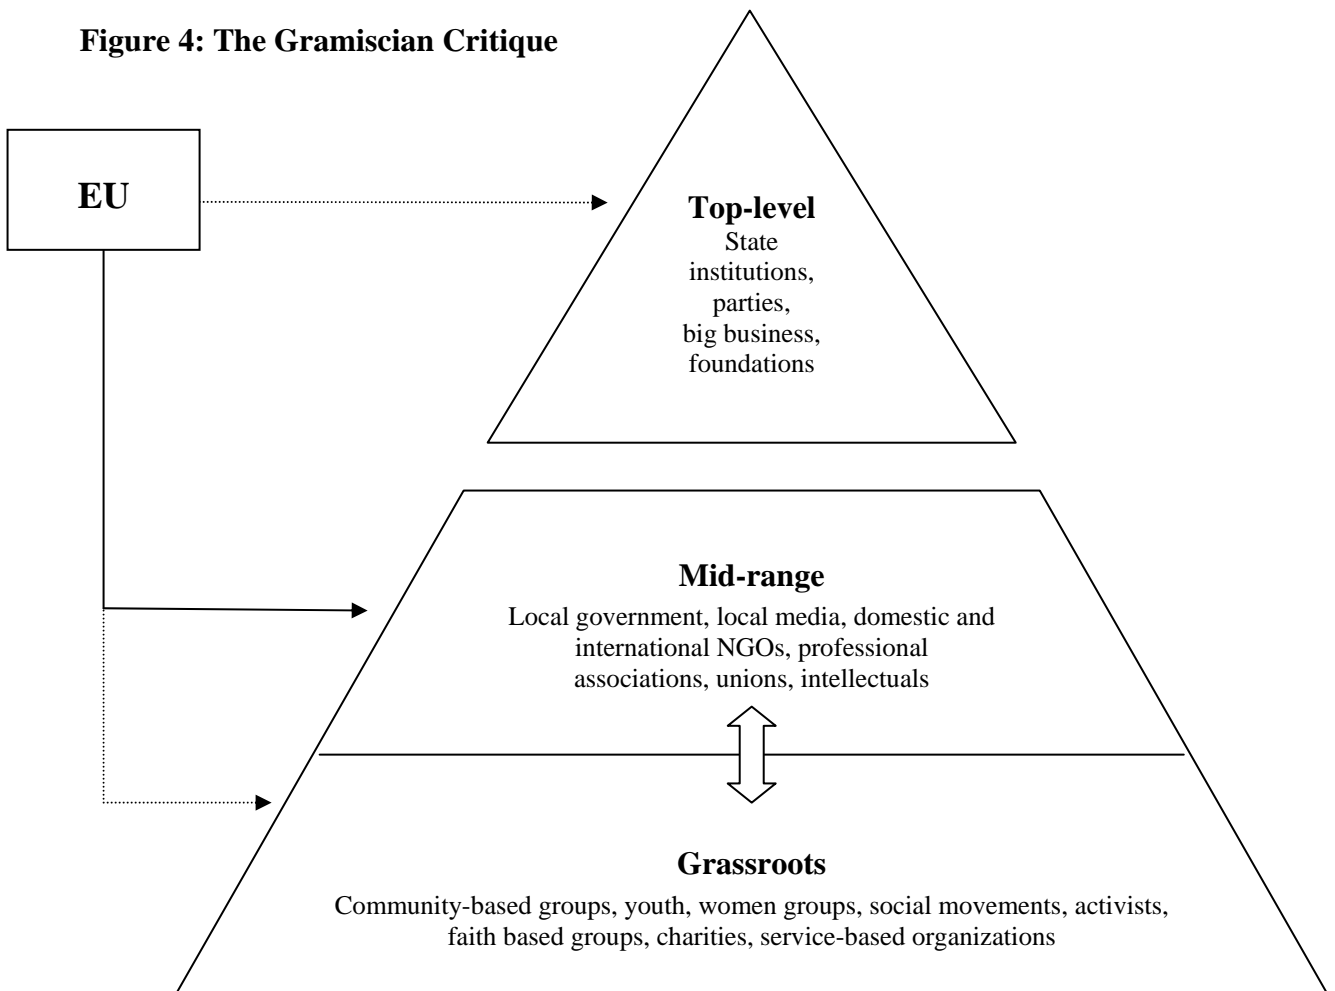 Figure 4: The Gramiscian Critique
EU
Top-level
State
institutions,
parties,
big business,
foundations
Mid-range
Local government, local media, domestic and
international NGOs, professional
associations, unions, intellectuals
Grassroots
Community-based groups, youth, women groups, social movements, activists,
faith based groups, charities, service-based organizations